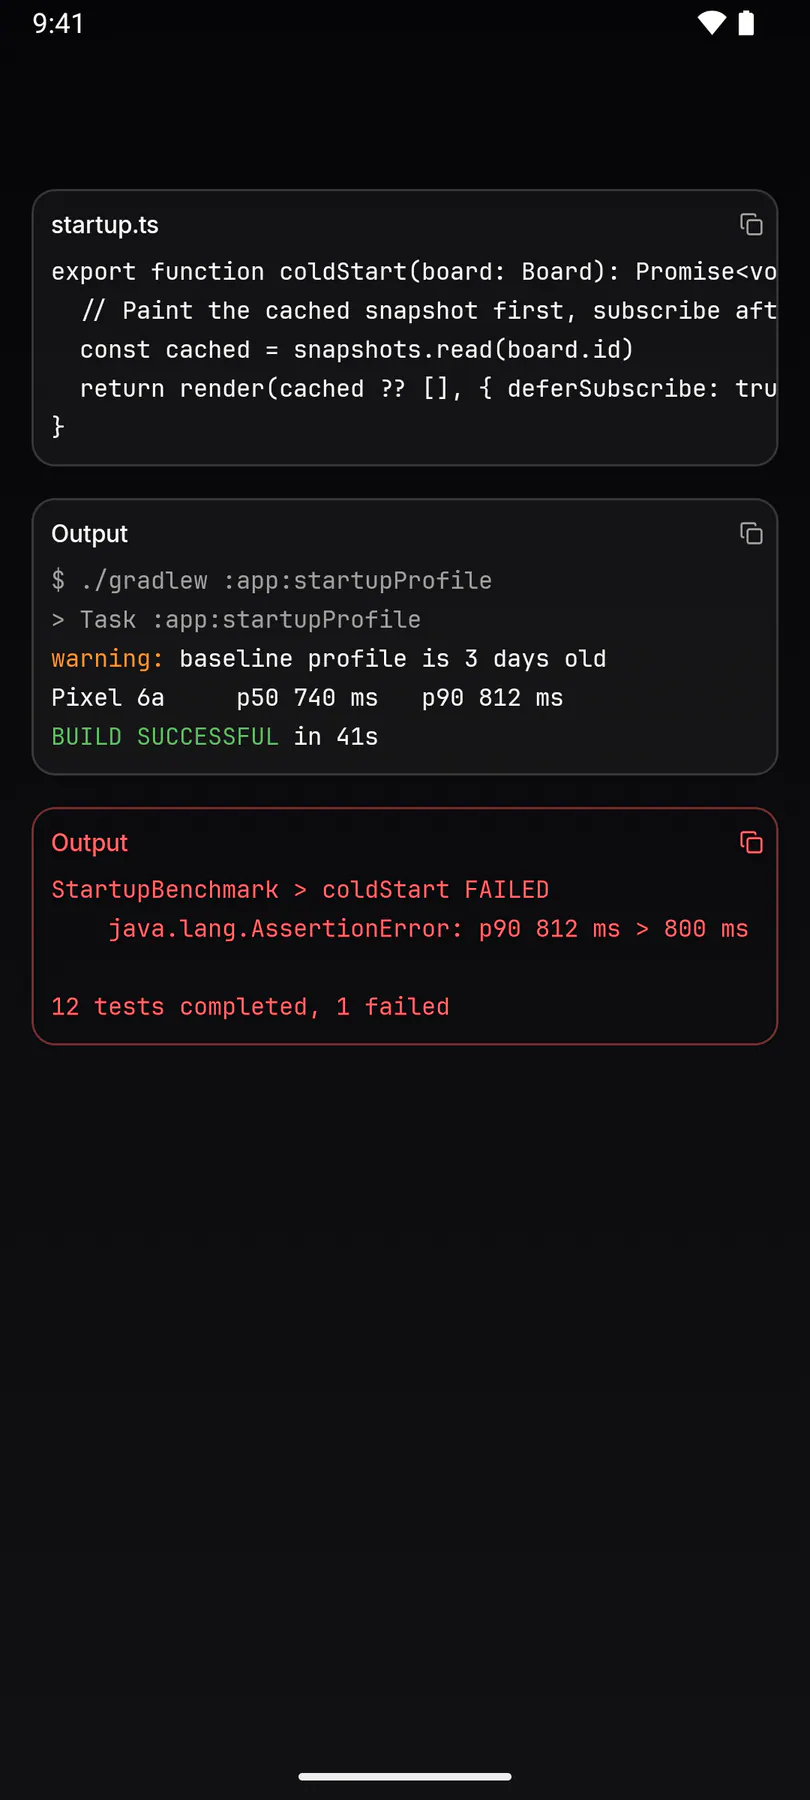 9:41
startup.ts
export function coldStart(board: Board): Promise<vo
// Paint the cached snapshot first, subscribe aft
const cached = snapshots.read(board.id)
return render(cached ?? [], { deferSubscribe: tru
}
Output
$ ./gradlew :app:startupProfile
> Task :app:startupProfile
warning: baseline profile is 3 days old
Pixel 6a     p50 740 ms   p90 812 ms
BUILD SUCCESSFUL in 41s
Output
StartupBenchmark > coldStart FAILED
java.lang.AssertionError: p90 812 ms > 800 ms
12 tests completed, 1 failed